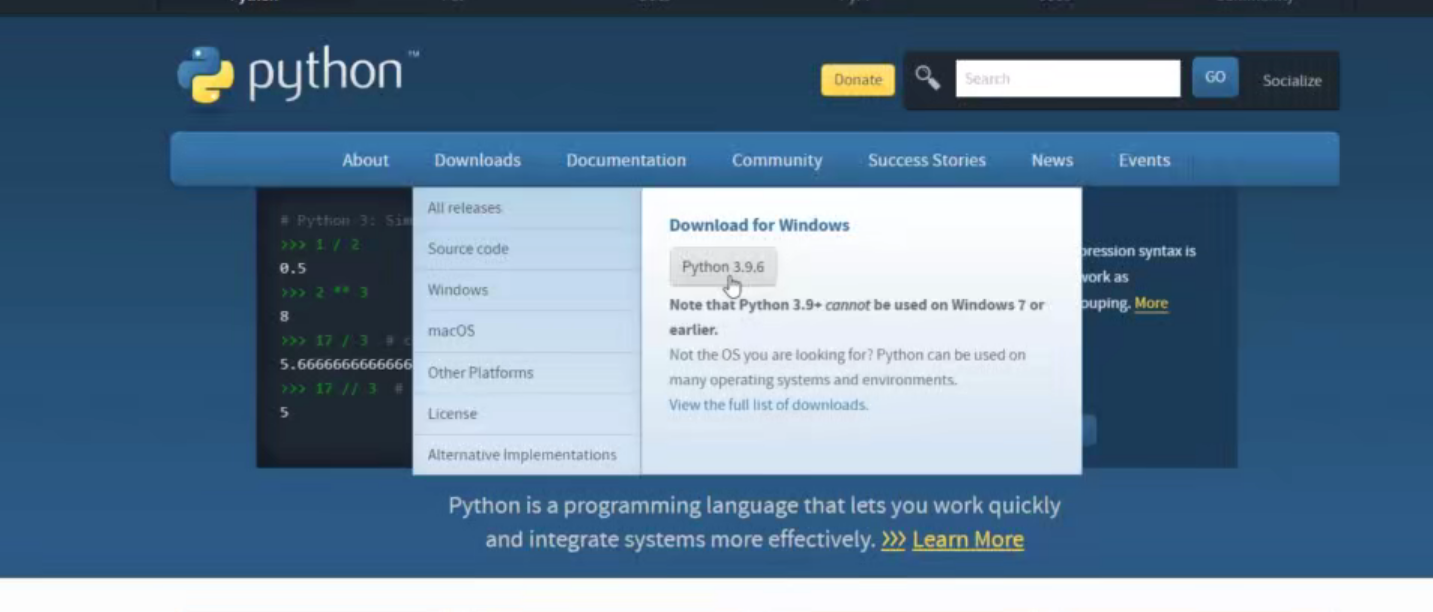 python™
Donate
Search
GO
Socialize
About
Downloads
Documentation
Community
Success Stories
News
Events
# Python 3: Sim
>>> 1 / 2
0.5
>>> 2 ** 3
8
>>> 17 / 3 # c
5.6666666666666
>>> 17 // 3 #
5
All releases
Source code
Windows
macOS
Other Platforms
License
Alternative Implementations
Download for Windows
Python 3.9.6
Note that Python 3.9+ cannot be used on Windows 7 or
earlier.
Not the OS you are looking for? Python can be used on
many operating systems and environments.
View the full list of downloads.
pression syntax is
work as
ouping. More
Python is a programming language that lets you work quickly
and integrate systems more effectively. >>> Learn More